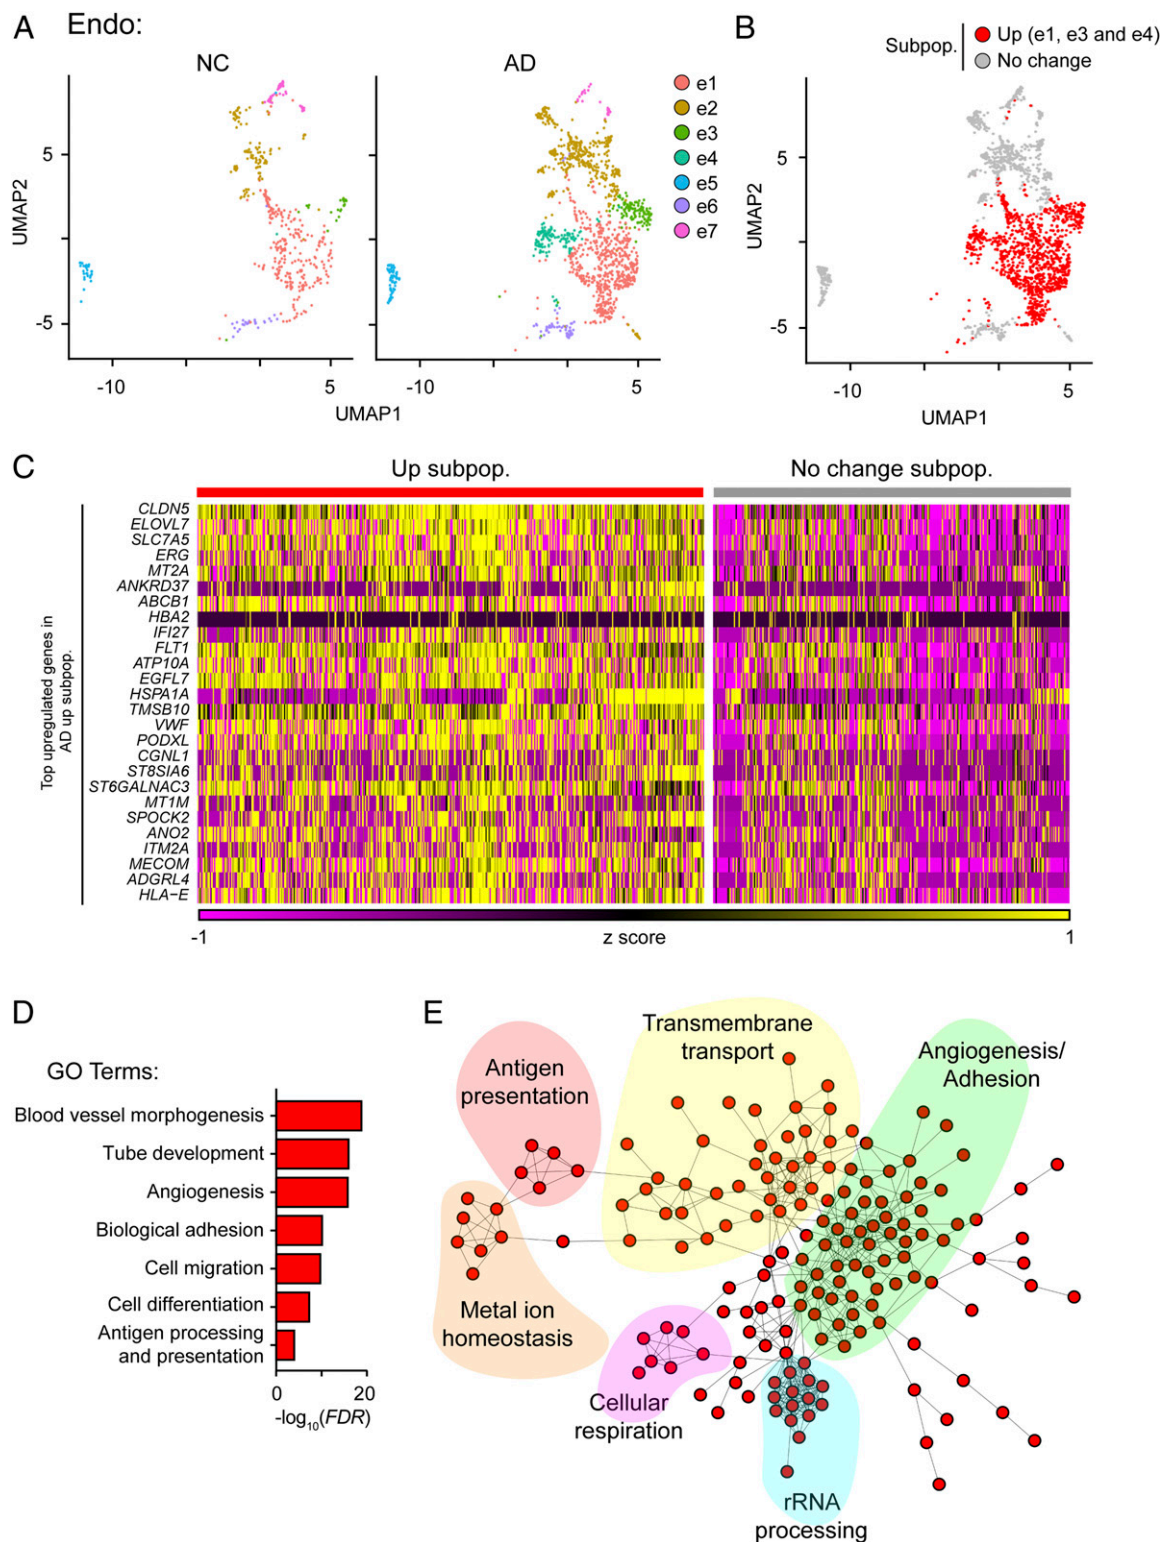 A
Endo:
NC
AD
UMAP2
5
-5
-10
5
UMAP1
e1
e2
e3
e4
e5
e6
e7
B
Subpop.
Up (e1, e3 and e4)
No change
UMAP2
5
-5
-10
5
UMAP1
C
Up subpop.
No change subpop.
Top upregulated genes in
AD up subpop.
CLDN5
ELOVL7
SLC7A5
ERG
MT2A
ANKRD37
ABCB1
HBA2
IFI27
FLT1
ATP10A
EGFL7
HSPA1A
TMSB10
VWF
PODXL
CGNL1
ST8SIA6
ST6GALNAC3
MT1M
SPOCK2
ANO2
ITM2A
MECOM
ADGRL4
HLA−E
-1
z score
1
D
GO Terms:
Blood vessel morphogenesis
Tube development
Angiogenesis
Biological adhesion
Cell migration
Cell differentiation
Antigen processing
and presentation
0
20
-log10(FDR)
E
Antigen
presentation
Transmembrane
transport
Angiogenesis/
Adhesion
Metal ion
homeostasis
Cellular
respiration
rRNA
processing